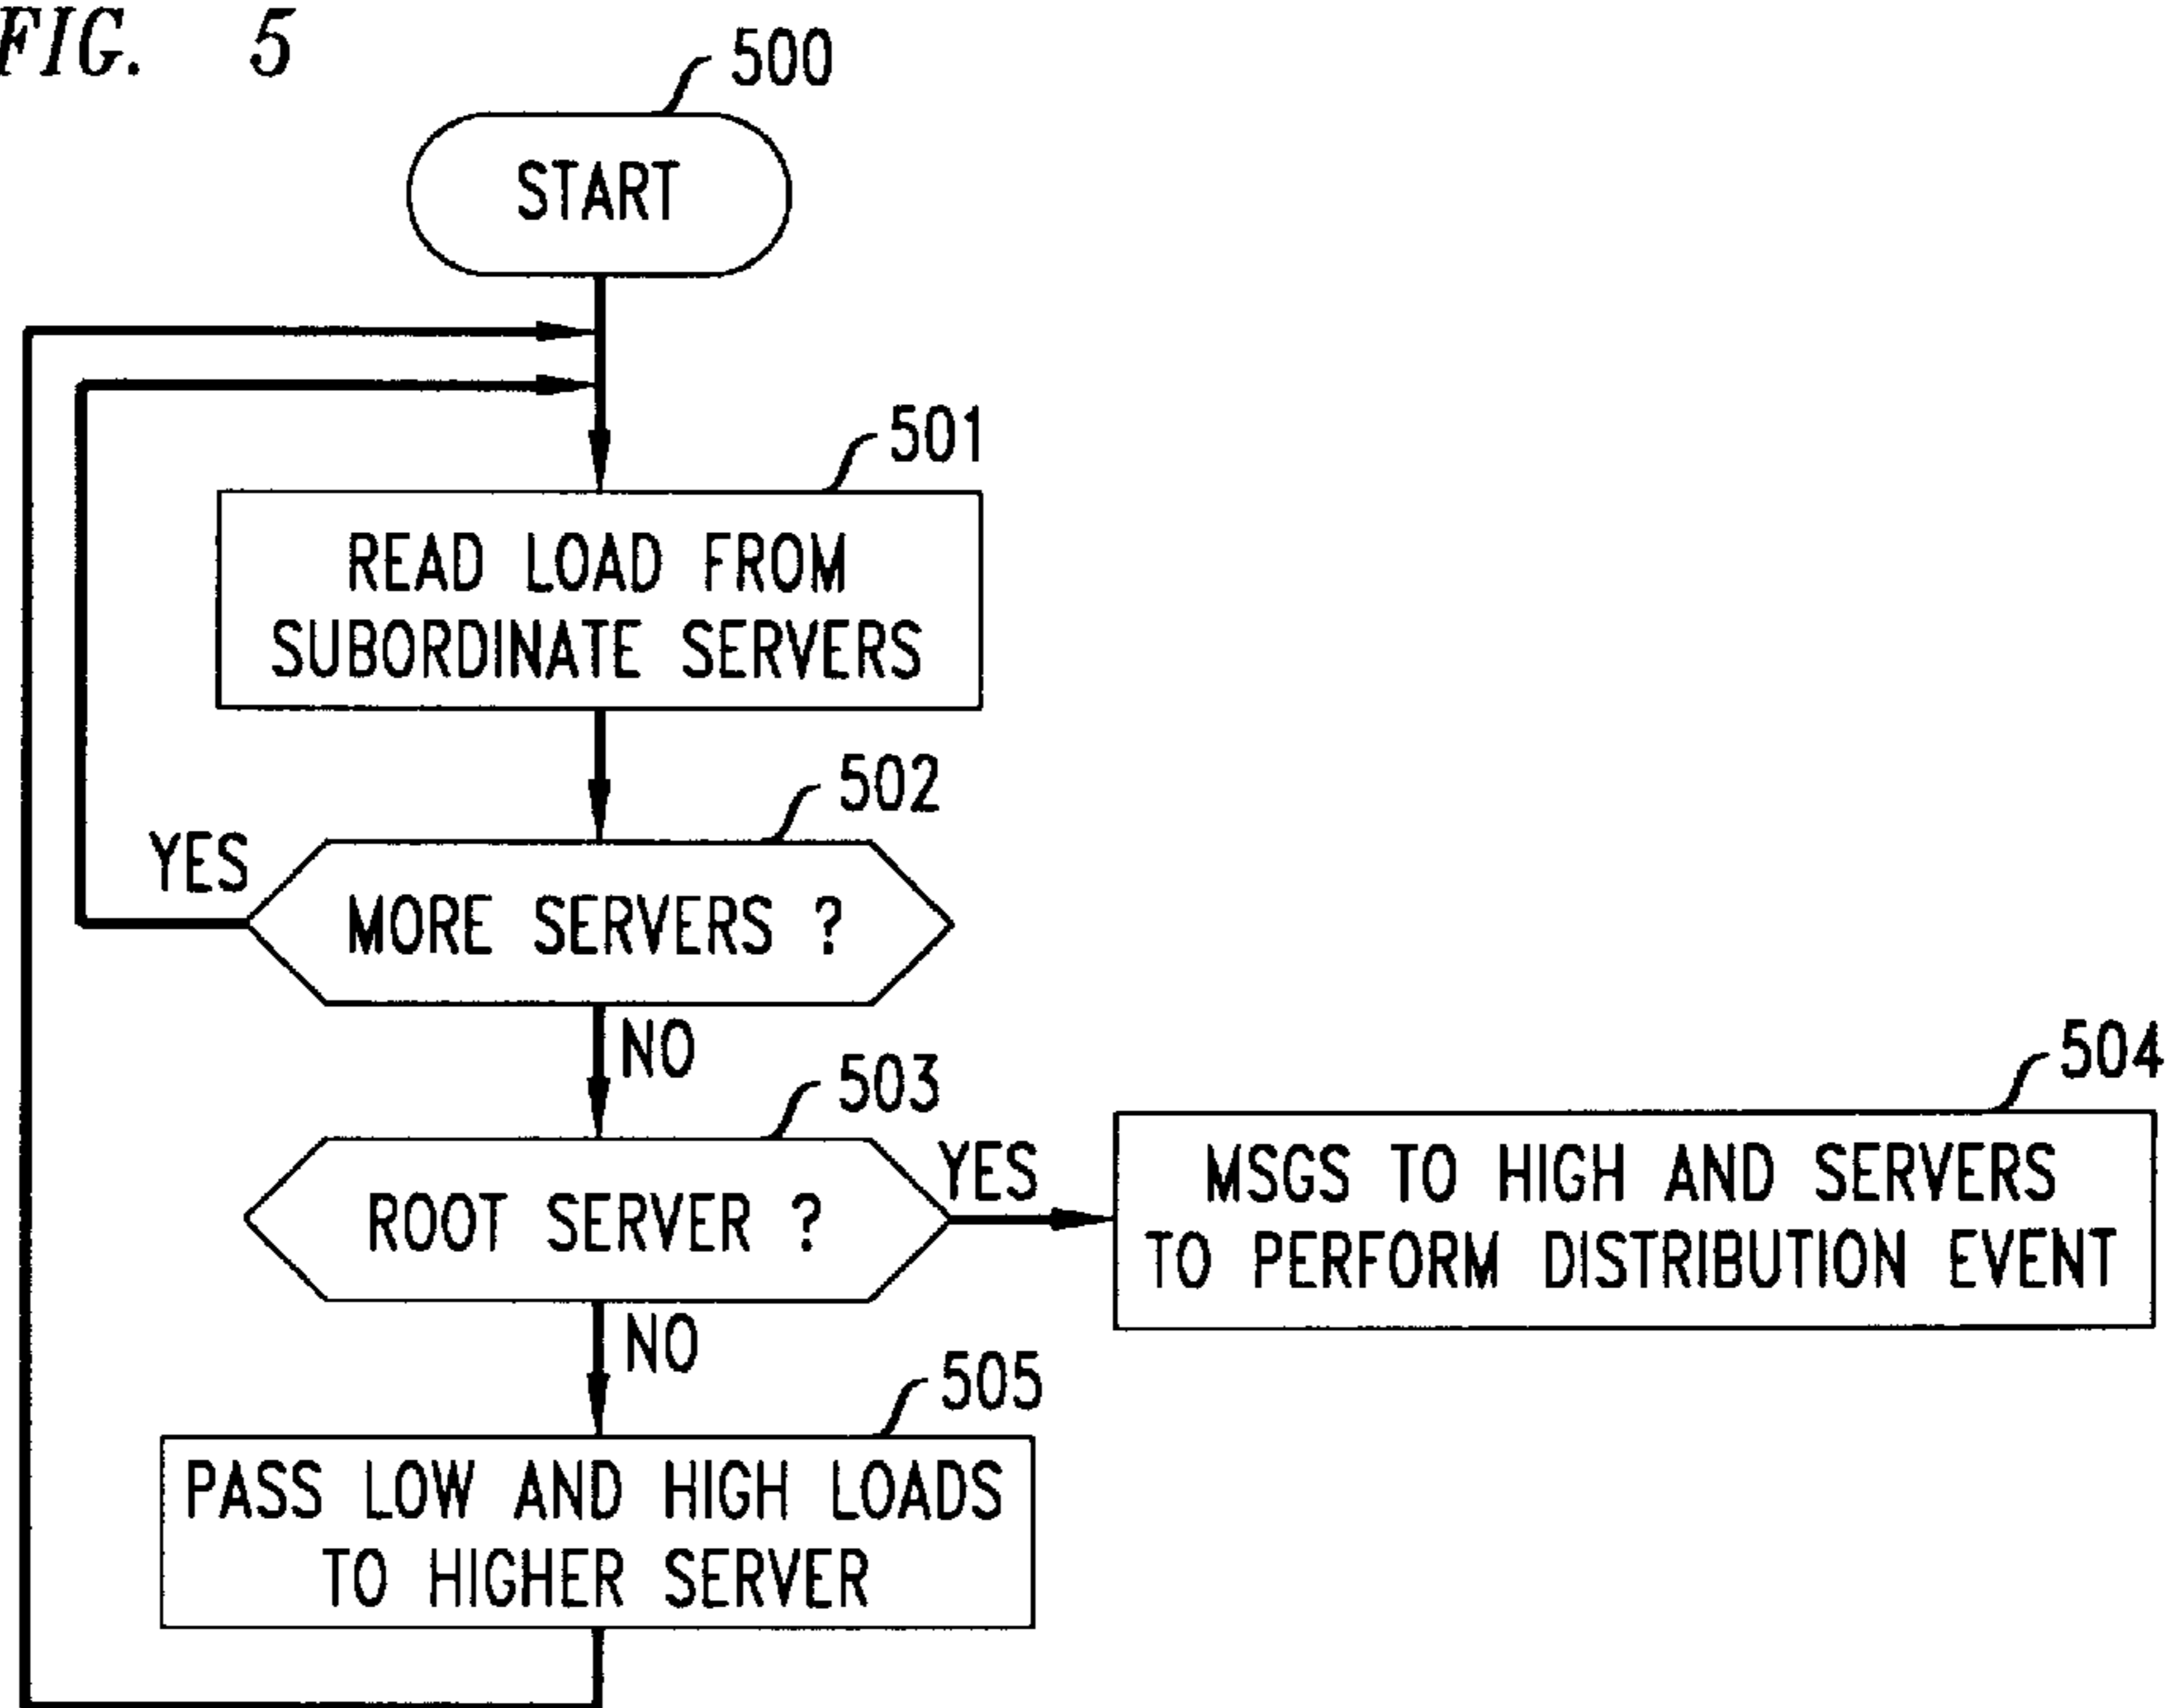 FIG. 5
500
START
501
READ LOAD FROM
SUBORDINATE SERVERS
502
YES
MORE SERVERS ?
NO
503
ROOT SERVER ?
YES
504
MSGS TO HIGH AND SERVERS
TO PERFORM DISTRIBUTION EVENT
NO
505
PASS LOW AND HIGH LOADS
TO HIGHER SERVER